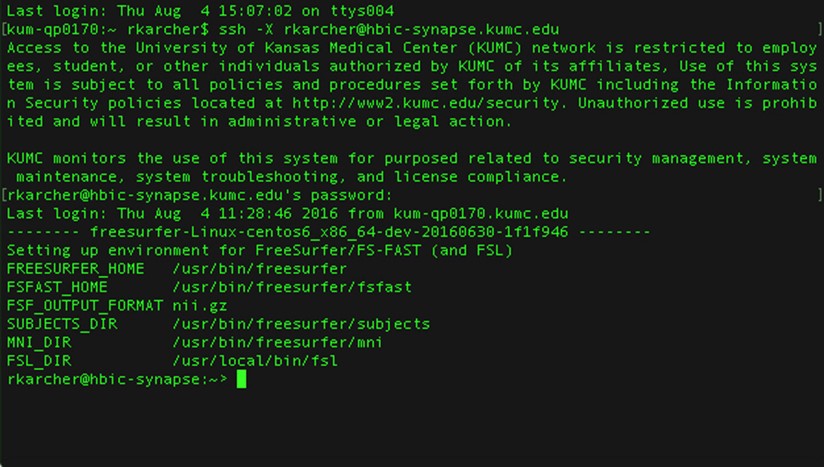 Last login: Thu Aug  4 15:07:02 on ttys004
[kum-qp0170:~ rkarcher$ ssh -X rkarcher@hbic-synapse.kumc.edu ]
Access to the University of Kansas Medical Center (KUMC) network is restricted to employ
ees, student, or other individuals authorized by KUMC of its affiliates, Use of this sys
tem is subject to all policies and procedures set forth by KUMC including the Informatio
n Security policies located at http://www2.kumc.edu/security. Unauthorized use is prohib
ited and will result in administrative or legal action.

KUMC monitors the use of this system for purposed related to security management, system
 maintenance, system troubleshooting, and license compliance.
[rkarcher@hbic-synapse.kumc.edu's password: ]
Last login: Thu Aug  4 11:28:46 2016 from kum-qp0170.kumc.edu
-------- freesurfer-Linux-centos6_x86_64-dev-20160630-1f1f946 --------
Setting up environment for FreeSurfer/FS-FAST (and FSL)
FREESURFER_HOME   /usr/bin/freesurfer
FSFAST_HOME       /usr/bin/freesurfer/fsfast
FSF_OUTPUT_FORMAT nii.gz
SUBJECTS_DIR      /usr/bin/freesurfer/subjects
MNI_DIR           /usr/bin/freesurfer/mni
FSL_DIR           /usr/local/bin/fsl
rkarcher@hbic-synapse:~>